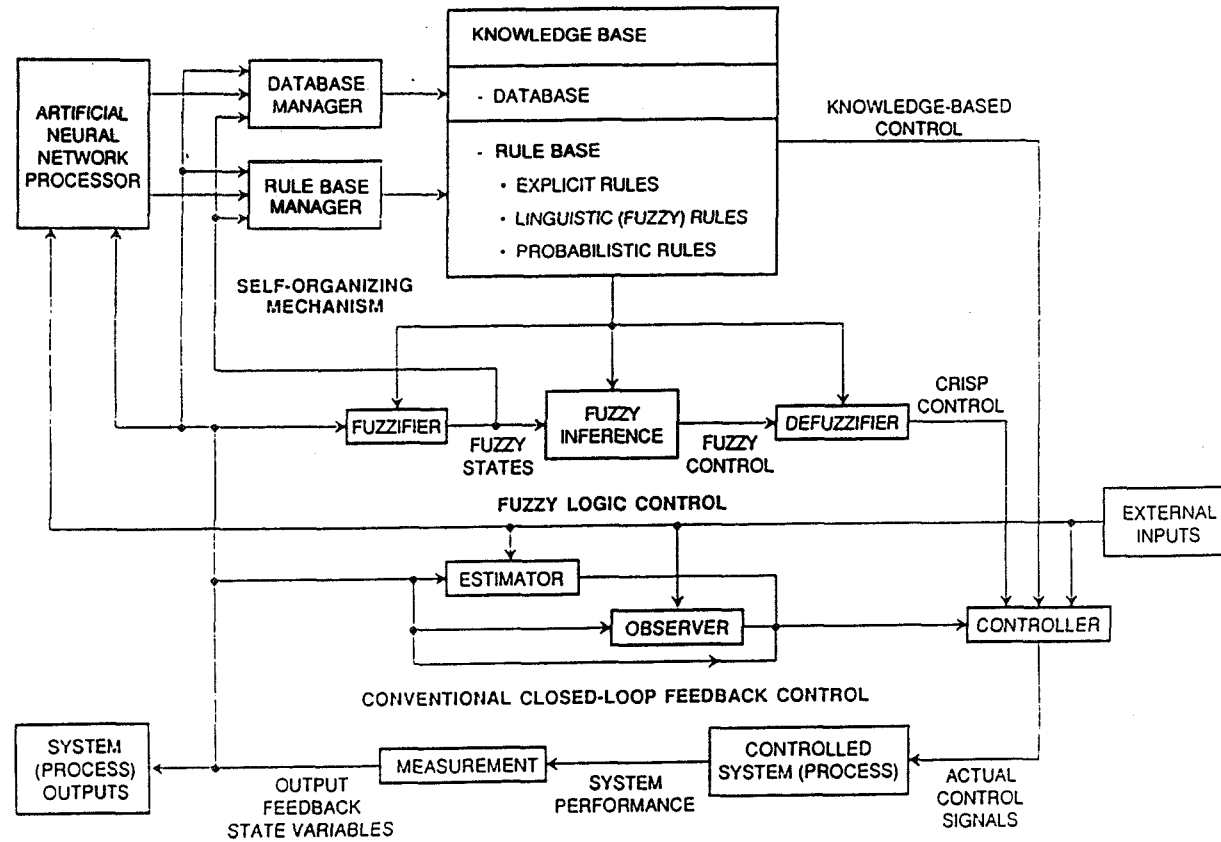 KNOWLEDGE BASE
- DATABASE
- RULE BASE
• EXPLICIT RULES
• LINGUISTIC (FUZZY) RULES
• PROBABILISTIC RULES
ARTIFICIAL
NEURAL
NETWORK
PROCESSOR
DATABASE
MANAGER
RULE BASE
MANAGER
KNOWLEDGE-BASED
CONTROL
SELF-ORGANIZING
MECHANISM
FUZZIFIER
FUZZY
STATES
FUZZY
INFERENCE
FUZZY
CONTROL
DEFUZZIFIER
CRISP
CONTROL
FUZZY LOGIC CONTROL
EXTERNAL
INPUTS
ESTIMATOR
OBSERVER
CONTROLLER
CONVENTIONAL CLOSED-LOOP FEEDBACK CONTROL
SYSTEM
(PROCESS)
OUTPUTS
OUTPUT
FEEDBACK
STATE VARIABLES
MEASUREMENT
SYSTEM
PERFORMANCE
CONTROLLED
SYSTEM (PROCESS)
ACTUAL
CONTROL
SIGNALS